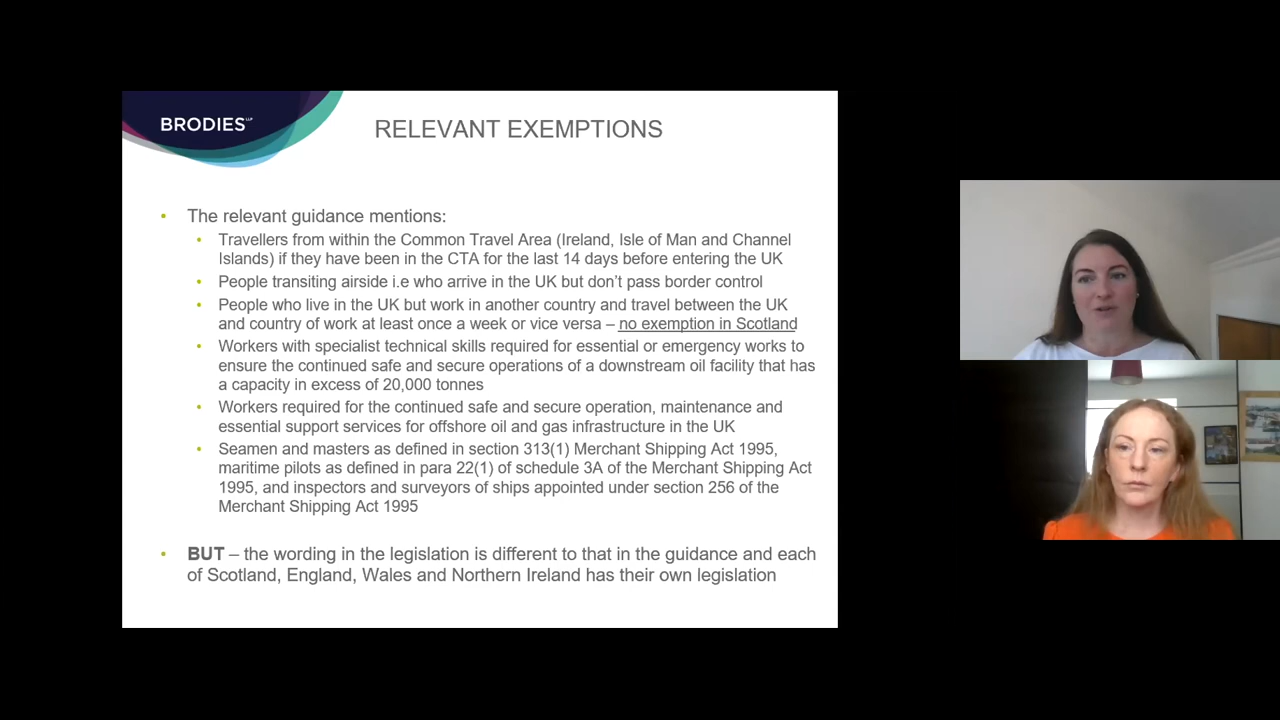 BRODIES LLP
RELEVANT EXEMPTIONS
The relevant guidance mentions:
Travellers from within the Common Travel Area (Ireland, Isle of Man and Channel
Islands) if they have been in the CTA for the last 14 days before entering the UK
People transiting airside i.e who arrive in the UK but don't pass border control
People who live in the UK but work in another country and travel between the UK
and country of work at least once a week or vice versa – no exemption in Scotland
Workers with specialist technical skills required for essential or emergency works to
ensure the continued safe and secure operations of a downstream oil facility that has
a capacity in excess of 20,000 tonnes
Workers required for the continued safe and secure operation, maintenance and
essential support services for offshore oil and gas infrastructure in the UK
Seamen and masters as defined in section 313(1) Merchant Shipping Act 1995,
maritime pilots as defined in para 22(1) of schedule 3A of the Merchant Shipping Act
1995, and inspectors and surveyors of ships appointed under section 256 of the
Merchant Shipping Act 1995
BUT – the wording in the legislation is different to that in the guidance and each
of Scotland, England, Wales and Northern Ireland has their own legislation